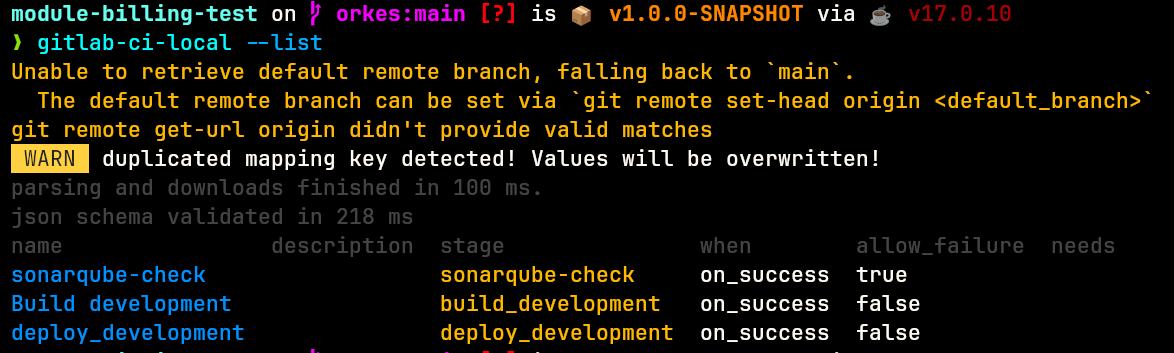 module-billing-test on orkes:main [?] is 📦 v1.0.0-SNAPSHOT via ☕ v17.0.10
❯ gitlab-ci-local --list
Unable to retrieve default remote branch, falling back to `main`.
The default remote branch can be set via `git remote set-head origin <default_branch>`
git remote get-url origin didn't provide valid matches
WARN duplicated mapping key detected! Values will be overwritten!
parsing and downloads finished in 100 ms.
json schema validated in 218 ms
name description stage when allow_failure needs
sonarqube-check sonarqube-check on_success true
Build development build_development on_success false
deploy_development deploy_development on_success false